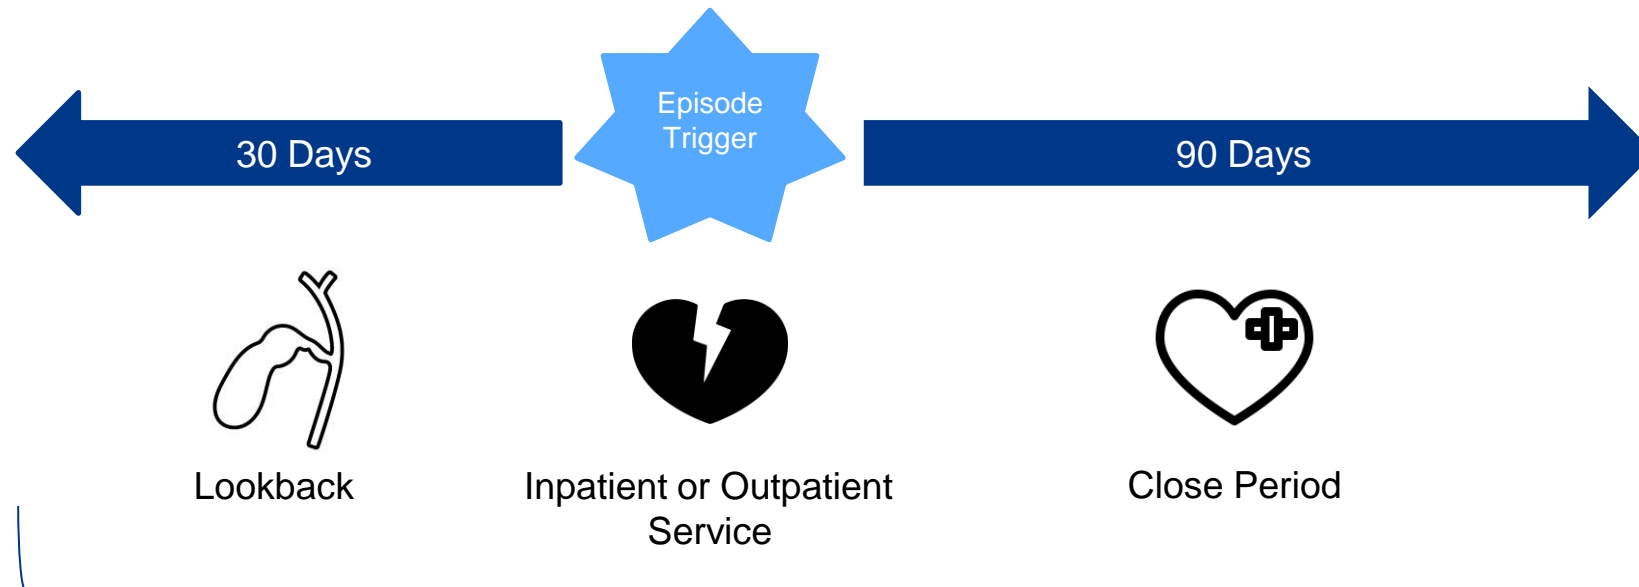 Episode
Trigger
30 Days
90 Days
Lookback
Inpatient or Outpatient
Service
Close Period